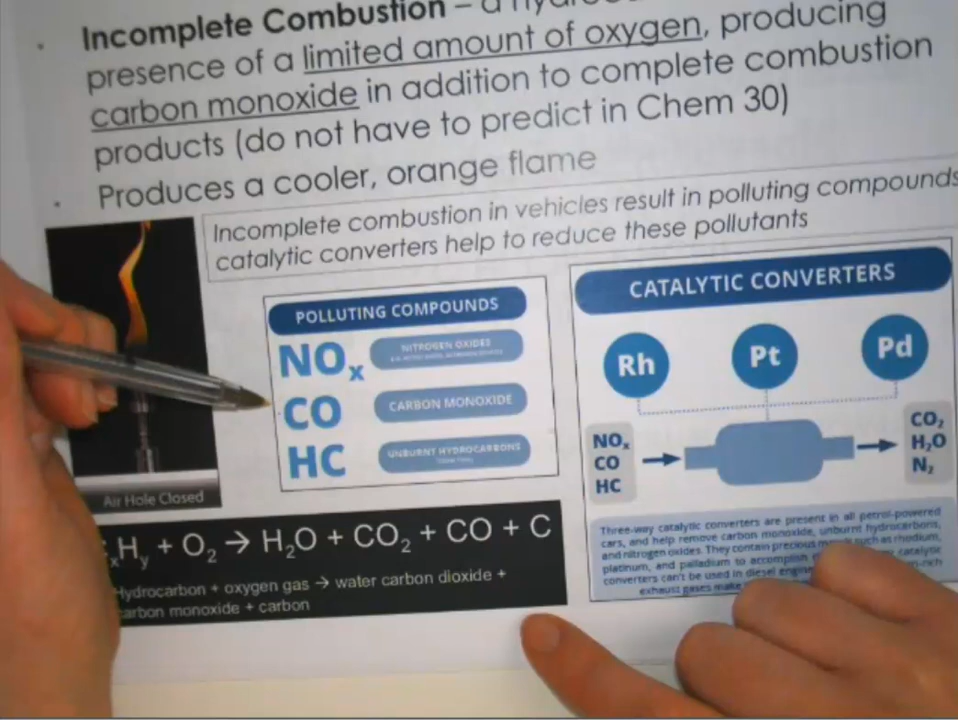 Incomplete Combustion – a
presence of a limited amount of oxygen, producing
carbon monoxide in addition to complete combustion
products (do not have to predict in Chem 30)
Produces a cooler, orange flame
Incomplete combustion in vehicles result in polluting compounds
catalytic converters help to reduce these pollutants
Air Hole Closed
POLLUTING COMPOUNDS
NOₓ NITROGEN OXIDES
CO CARBON MONOXIDE
HC UNBURNT HYDROCARBONS
CATALYTIC CONVERTERS
Rh Pt Pd
NOₓ
CO
HC
CO₂
H₂O
N₂
Three-way catalytic converters are present in all petrol-powered
cars, and help remove carbon monoxide, unburnt hydrocarbons,
and nitrogen oxides. They contain precious such as rhodium,
platinum, and palladium to accomplish catalytic
converters can't be used in diesel
exhaust gases make
ₓHᵧ + O₂ → H₂O + CO₂ + CO + C
Hydrocarbon + oxygen gas → water carbon dioxide +
arbon monoxide + carbon